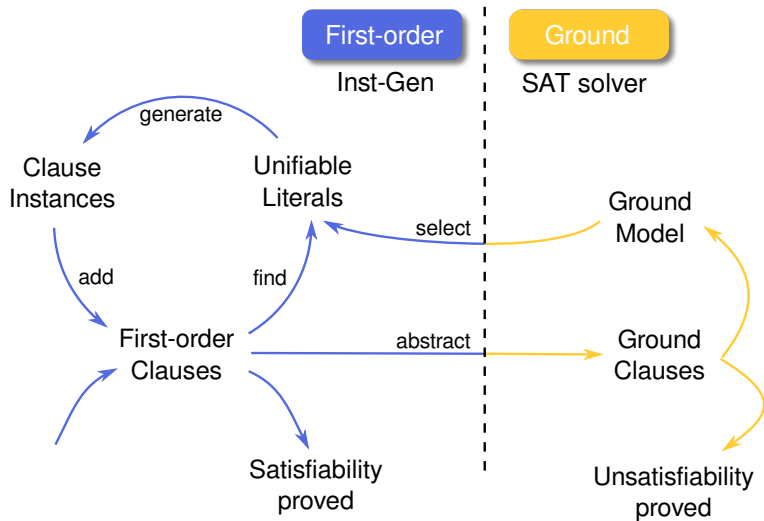 First-order
Ground
Inst-Gen
SAT solver
generate
Clause
Instances
Unifiable
Literals
select
Ground
Model
add
find
First-order
Clauses
abstract
Ground
Clauses
Satisfiability
proved
Unsatisfiability
proved